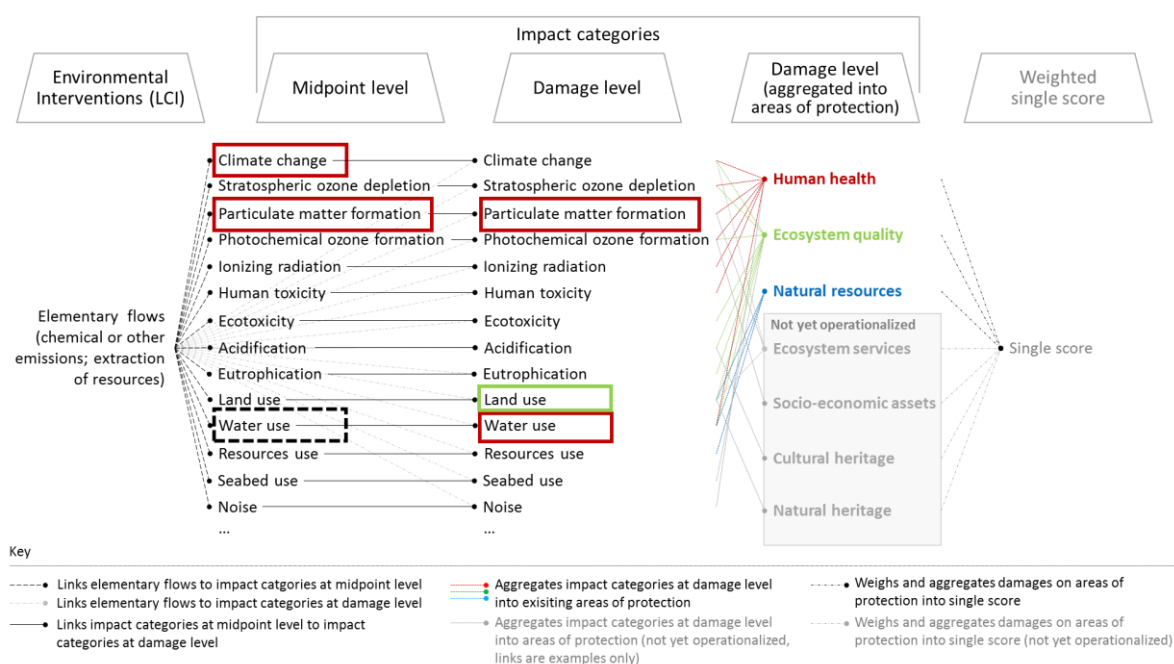 Impact categories
Environmental
Interventions (LCI)
Midpoint level
Damage level
Damage level
(aggregated into
areas of protection)
Weighted
single score
Elementary flows
(chemical or other
emissions; extraction
of resources)
Climate change
Stratospheric ozone depletion
Particulate matter formation
Photochemical ozone formation
Ionizing radiation
Human toxicity
Ecotoxicity
Acidification
Eutrophication
Land use
Water use
Resources use
Seabed use
Noise
...
Climate change
Stratospheric ozone depletion
Particulate matter formation
Photochemical ozone formation
Ionizing radiation
Human toxicity
Ecotoxicity
Acidification
Eutrophication
Land use
Water use
Resources use
Seabed use
Noise
...
Human health
Ecosystem quality
Natural resources
Not yet operationalized
Ecosystem services
Socio-economic assets
Cultural heritage
Natural heritage
Single score
Key
Links elementary flows to impact catgories at midpoint level
Links elementary flows to impact categories at damage level
Links impact categories at midpoint level to impact
categories at damage level
Aggregates impact categories at damage level
into exisiting areas of protection
Aggregates impact categories at damage level
into areas of protection (not yet operationalized,
links are examples only)
Weighs and aggregates damages on areas of
protection into single score
Weighs and aggregates damages on areas of
protection into single score (not yet operationalized)